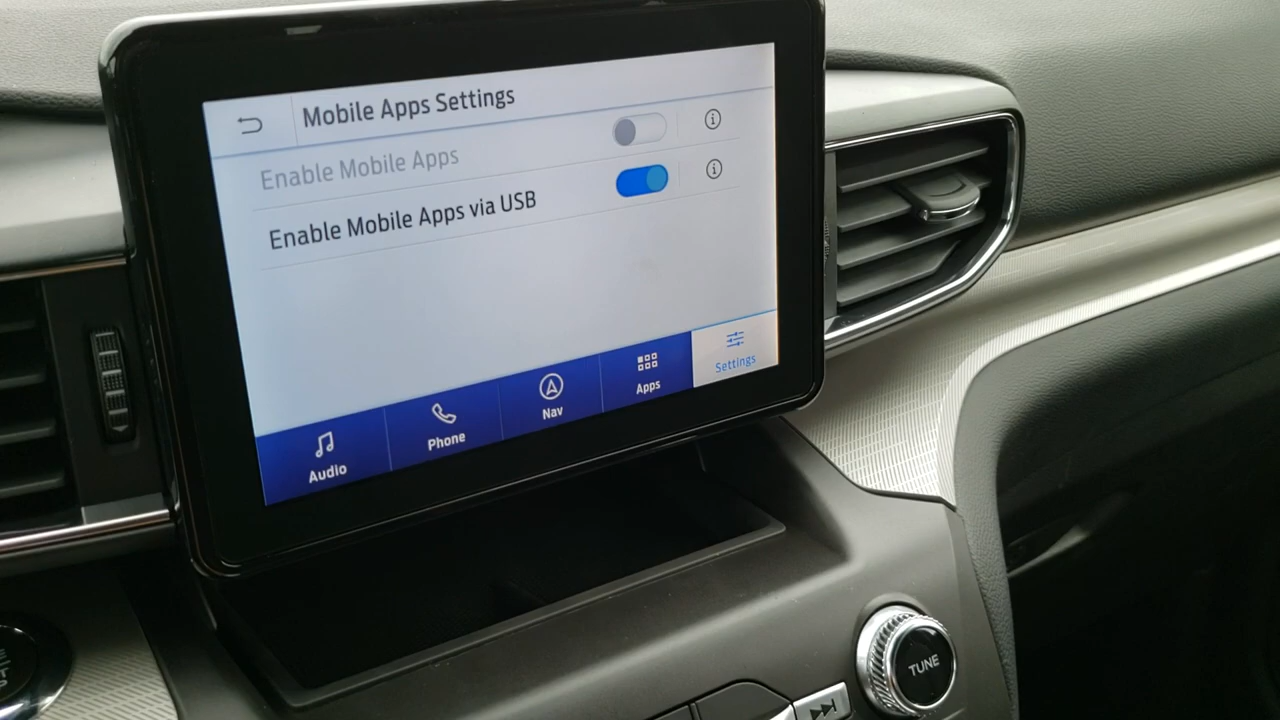 Mobile Apps Settings
Enable Mobile Apps
Enable Mobile Apps via USB
Audio
Phone
Nav
Apps
Settings
TUNE